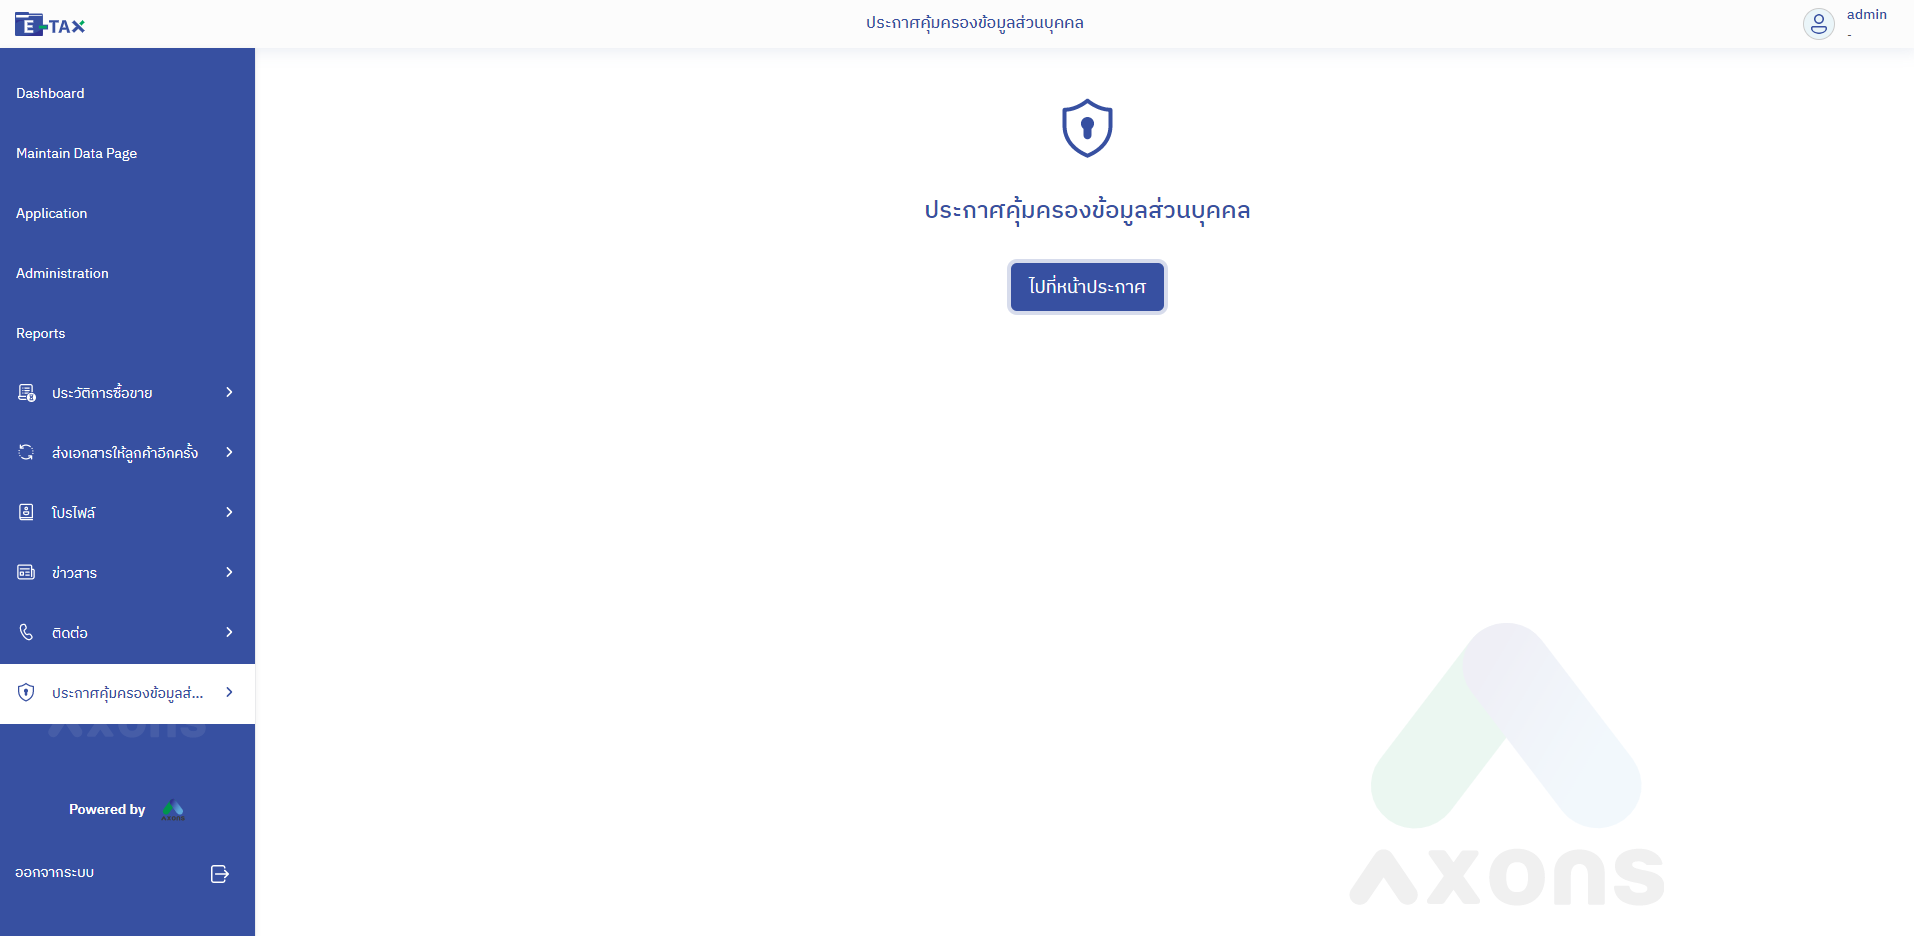 E-TAX
ประกาศคุ้มครองข้อมูลส่วนบุคคล
admin
-
Dashboard
Maintain Data Page
Application
Administration
Reports
ประวัติการซื้อขาย
ส่งเอกสารให้ลูกค้าอีกครั้ง
โปรไฟล์
ข่าวสาร
ติดต่อ
ประกาศคุ้มครองข้อมูลส่...
axons
Powered by
axons
ออกจากระบบ
ประกาศคุ้มครองข้อมูลส่วนบุคคล
ไปที่หน้าประกาศ
axons